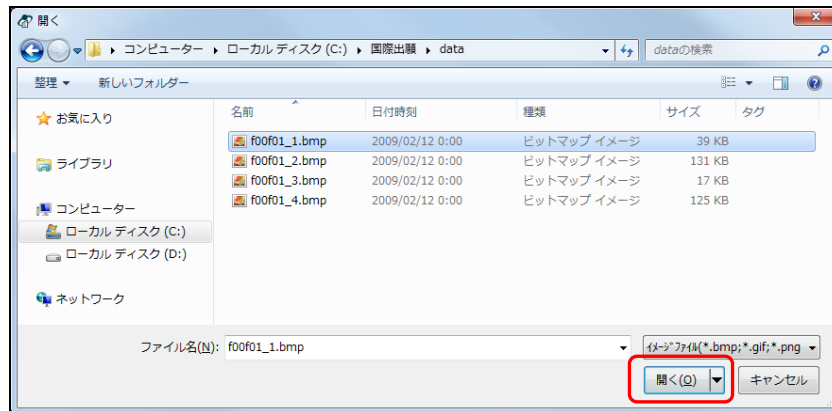 開く
コンピューター ▸ ローカル ディスク (C:) ▸ 国際出願 ▸ data
dataの検索
整理 新しいフォルダー
名前 日付時刻 種類 サイズ タグ
お気に入り
f00f01_1.bmp 2009/02/12 0:00 ビットマップ イメージ 39 KB
f00f01_2.bmp 2009/02/12 0:00 ビットマップ イメージ 131 KB
ライブラリ
f00f01_3.bmp 2009/02/12 0:00 ビットマップ イメージ 17 KB
f00f01_4.bmp 2009/02/12 0:00 ビットマップ イメージ 125 KB
コンピューター
ローカル ディスク (C:)
ローカル ディスク (D:)
ネットワーク
ファイル名(N): f00f01_1.bmp
ｲﾒｰｼﾞﾌｧｲﾙ(*.bmp;*.gif;*.png
開く(O) キャンセル